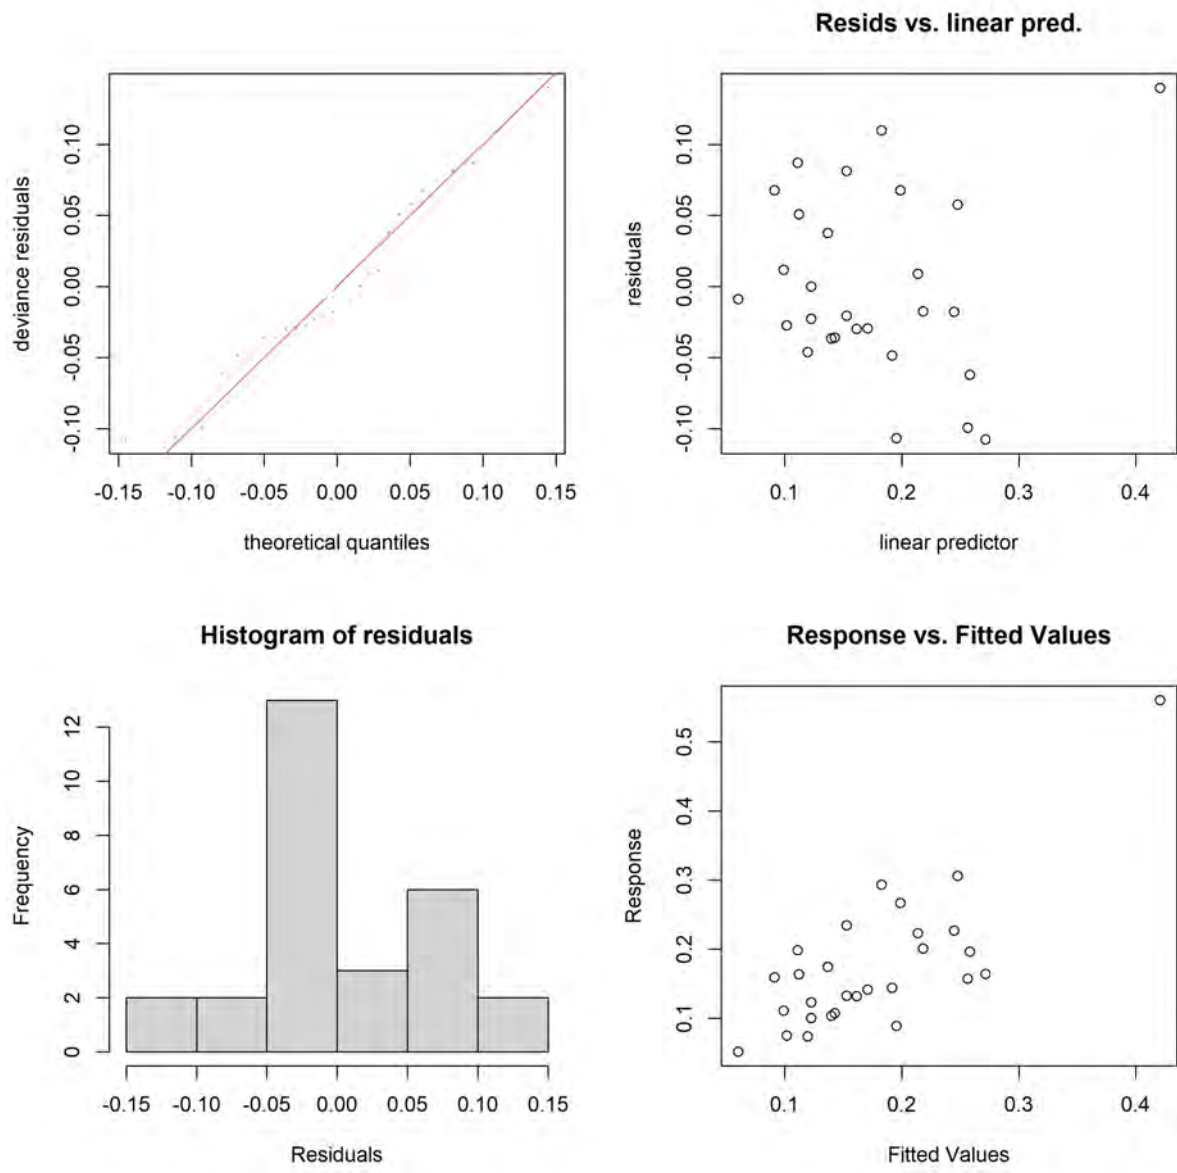 deviance residuals
0.10
0.05
0.00
-0.05
-0.10
-0.15 -0.10 -0.05 0.00 0.05 0.10 0.15
theoretical quantiles
Resids vs. linear pred.
residuals
0.10
0.05
0.00
-0.05
-0.10
0.1 0.2 0.3 0.4
linear predictor
Histogram of residuals
Frequency
12
10
8
6
4
2
0
-0.15 -0.10 -0.05 0.00 0.05 0.10 0.15
Residuals
Response vs. Fitted Values
Response
0.5
0.4
0.3
0.2
0.1
0.1 0.2 0.3 0.4
Fitted Values